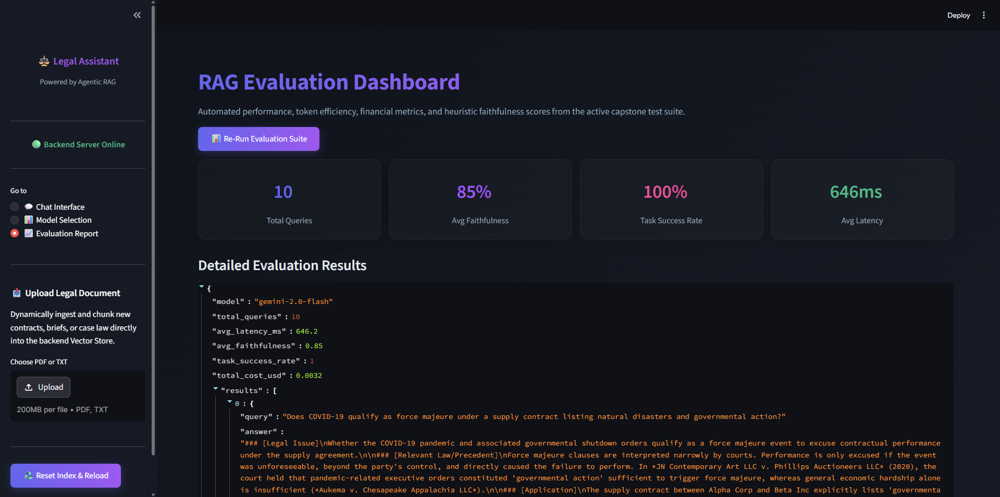 Deploy
⚖️ Legal Assistant
Powered by Agentic RAG
Backend Server Online
Go to
Chat Interface
Model Selection
Evaluation Report
Upload Legal Document
Dynamically ingest and chunk new
contracts, briefs, or case law directly
into the backend Vector Store.
Choose PDF or TXT
Upload
200MB per file • PDF, TXT
Reset Index & Reload
RAG Evaluation Dashboard
Automated performance, token efficiency, financial metrics, and heuristic faithfulness scores from the active capstone test suite.
Re-Run Evaluation Suite
10
Total Queries
85%
Avg Faithfulness
100%
Task Success Rate
646ms
Avg Latency
Detailed Evaluation Results
{
"model" : "gemini-2.0-flash"
"total_queries" : 10
"avg_latency_ms" : 646.2
"avg_faithfulness" : 0.85
"task_success_rate" : 1
"total_cost_usd" : 0.0032
"results" : [
0 : {
"query" : "Does COVID-19 qualify as force majeure under a supply contract listing natural disasters and governmental action?"
"answer" :
"### [Legal Issue]\nWhether the COVID-19 pandemic and associated governmental shutdown orders qualify as a force majeure event to excuse contractual performance
under the supply agreement.\n\n### [Relevant Law/Precedent]\nForce majeure clauses are interpreted narrowly by courts. Performance is only excused if the event
was unforeseeable, beyond the party's control, and directly caused the failure to perform. In *JN Contemporary Art LLC v. Phillips Auctioneers LLC* (2020), the
court held that pandemic-related executive orders constituted 'governmental action' sufficient to trigger force majeure, whereas general economic hardship alone
is insufficient (*Aukema v. Chesapeake Appalachia LLC*).\n\n### [Application]\nThe supply contract between Alpha Corp and Beta Inc explicitly lists 'governmenta